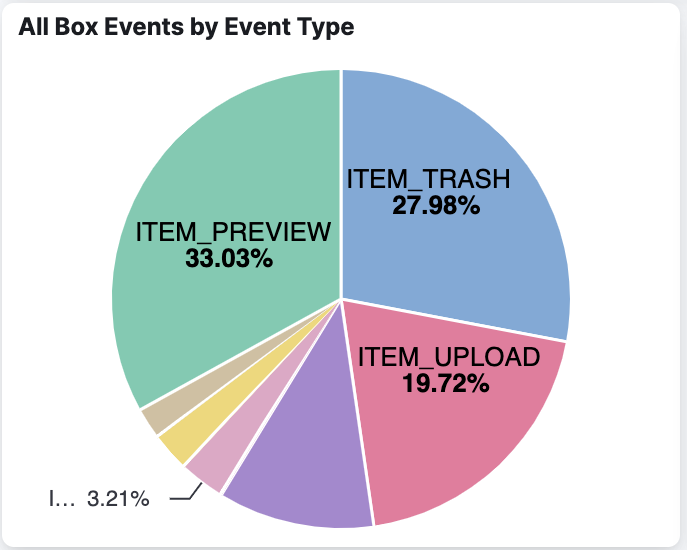 All Box Events by Event Type
ITEM_TRASH
27.98%
ITEM_PREVIEW
33.03%
ITEM_UPLOAD
19.72%
I... 3.21%